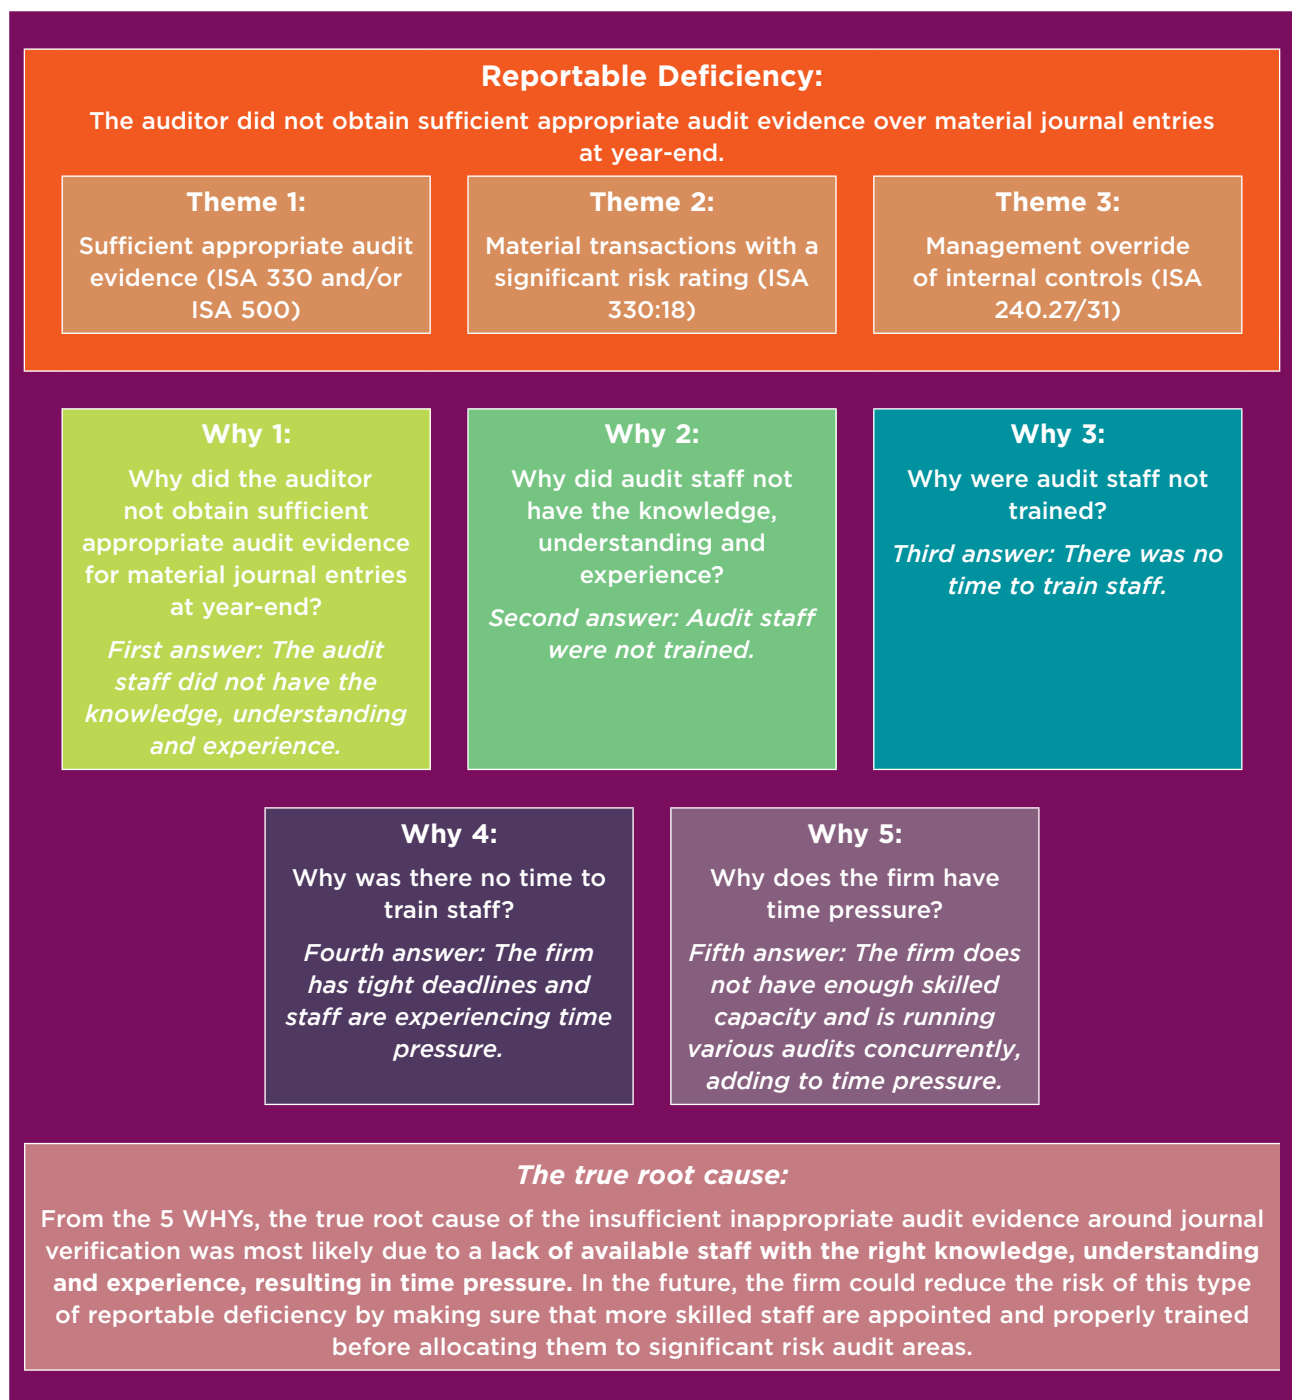 Reportable Deficiency:
The auditor did not obtain sufficient appropriate audit evidence over material journal entries
at year-end.
Theme 1:
Sufficient appropriate audit
evidence (ISA 330 and/or
ISA 500)
Theme 2:
Material transactions with a
significant risk rating (ISA
330:18)
Theme 3:
Management override
of internal controls (ISA
240.27/31)
Why 1:
Why did the auditor
not obtain sufficient
appropriate audit evidence
for material journal entries
at year-end?
First answer: The audit
staff did not have the
knowledge, understanding
and experience.
Why 2:
Why did audit staff not
have the knowledge,
understanding and
experience?
Second answer: Audit staff
were not trained.
Why 3:
Why were audit staff not
trained?
Third answer: There was no
time to train staff.
Why 4:
Why was there no time to
train staff?
Fourth answer: The firm
has tight deadlines and
staff are experiencing time
pressure.
Why 5:
Why does the firm have
time pressure?
Fifth answer: The firm does
not have enough skilled
capacity and is running
various audits concurrently,
adding to time pressure.
The true root cause:
From the 5 WHYs, the true root cause of the insufficient inappropriate audit evidence around journal
verification was most likely due to a lack of available staff with the right knowledge, understanding
and experience, resulting in time pressure. In the future, the firm could reduce the risk of this type
of reportable deficiency by making sure that more skilled staff are appointed and properly trained
before allocating them to significant risk audit areas.